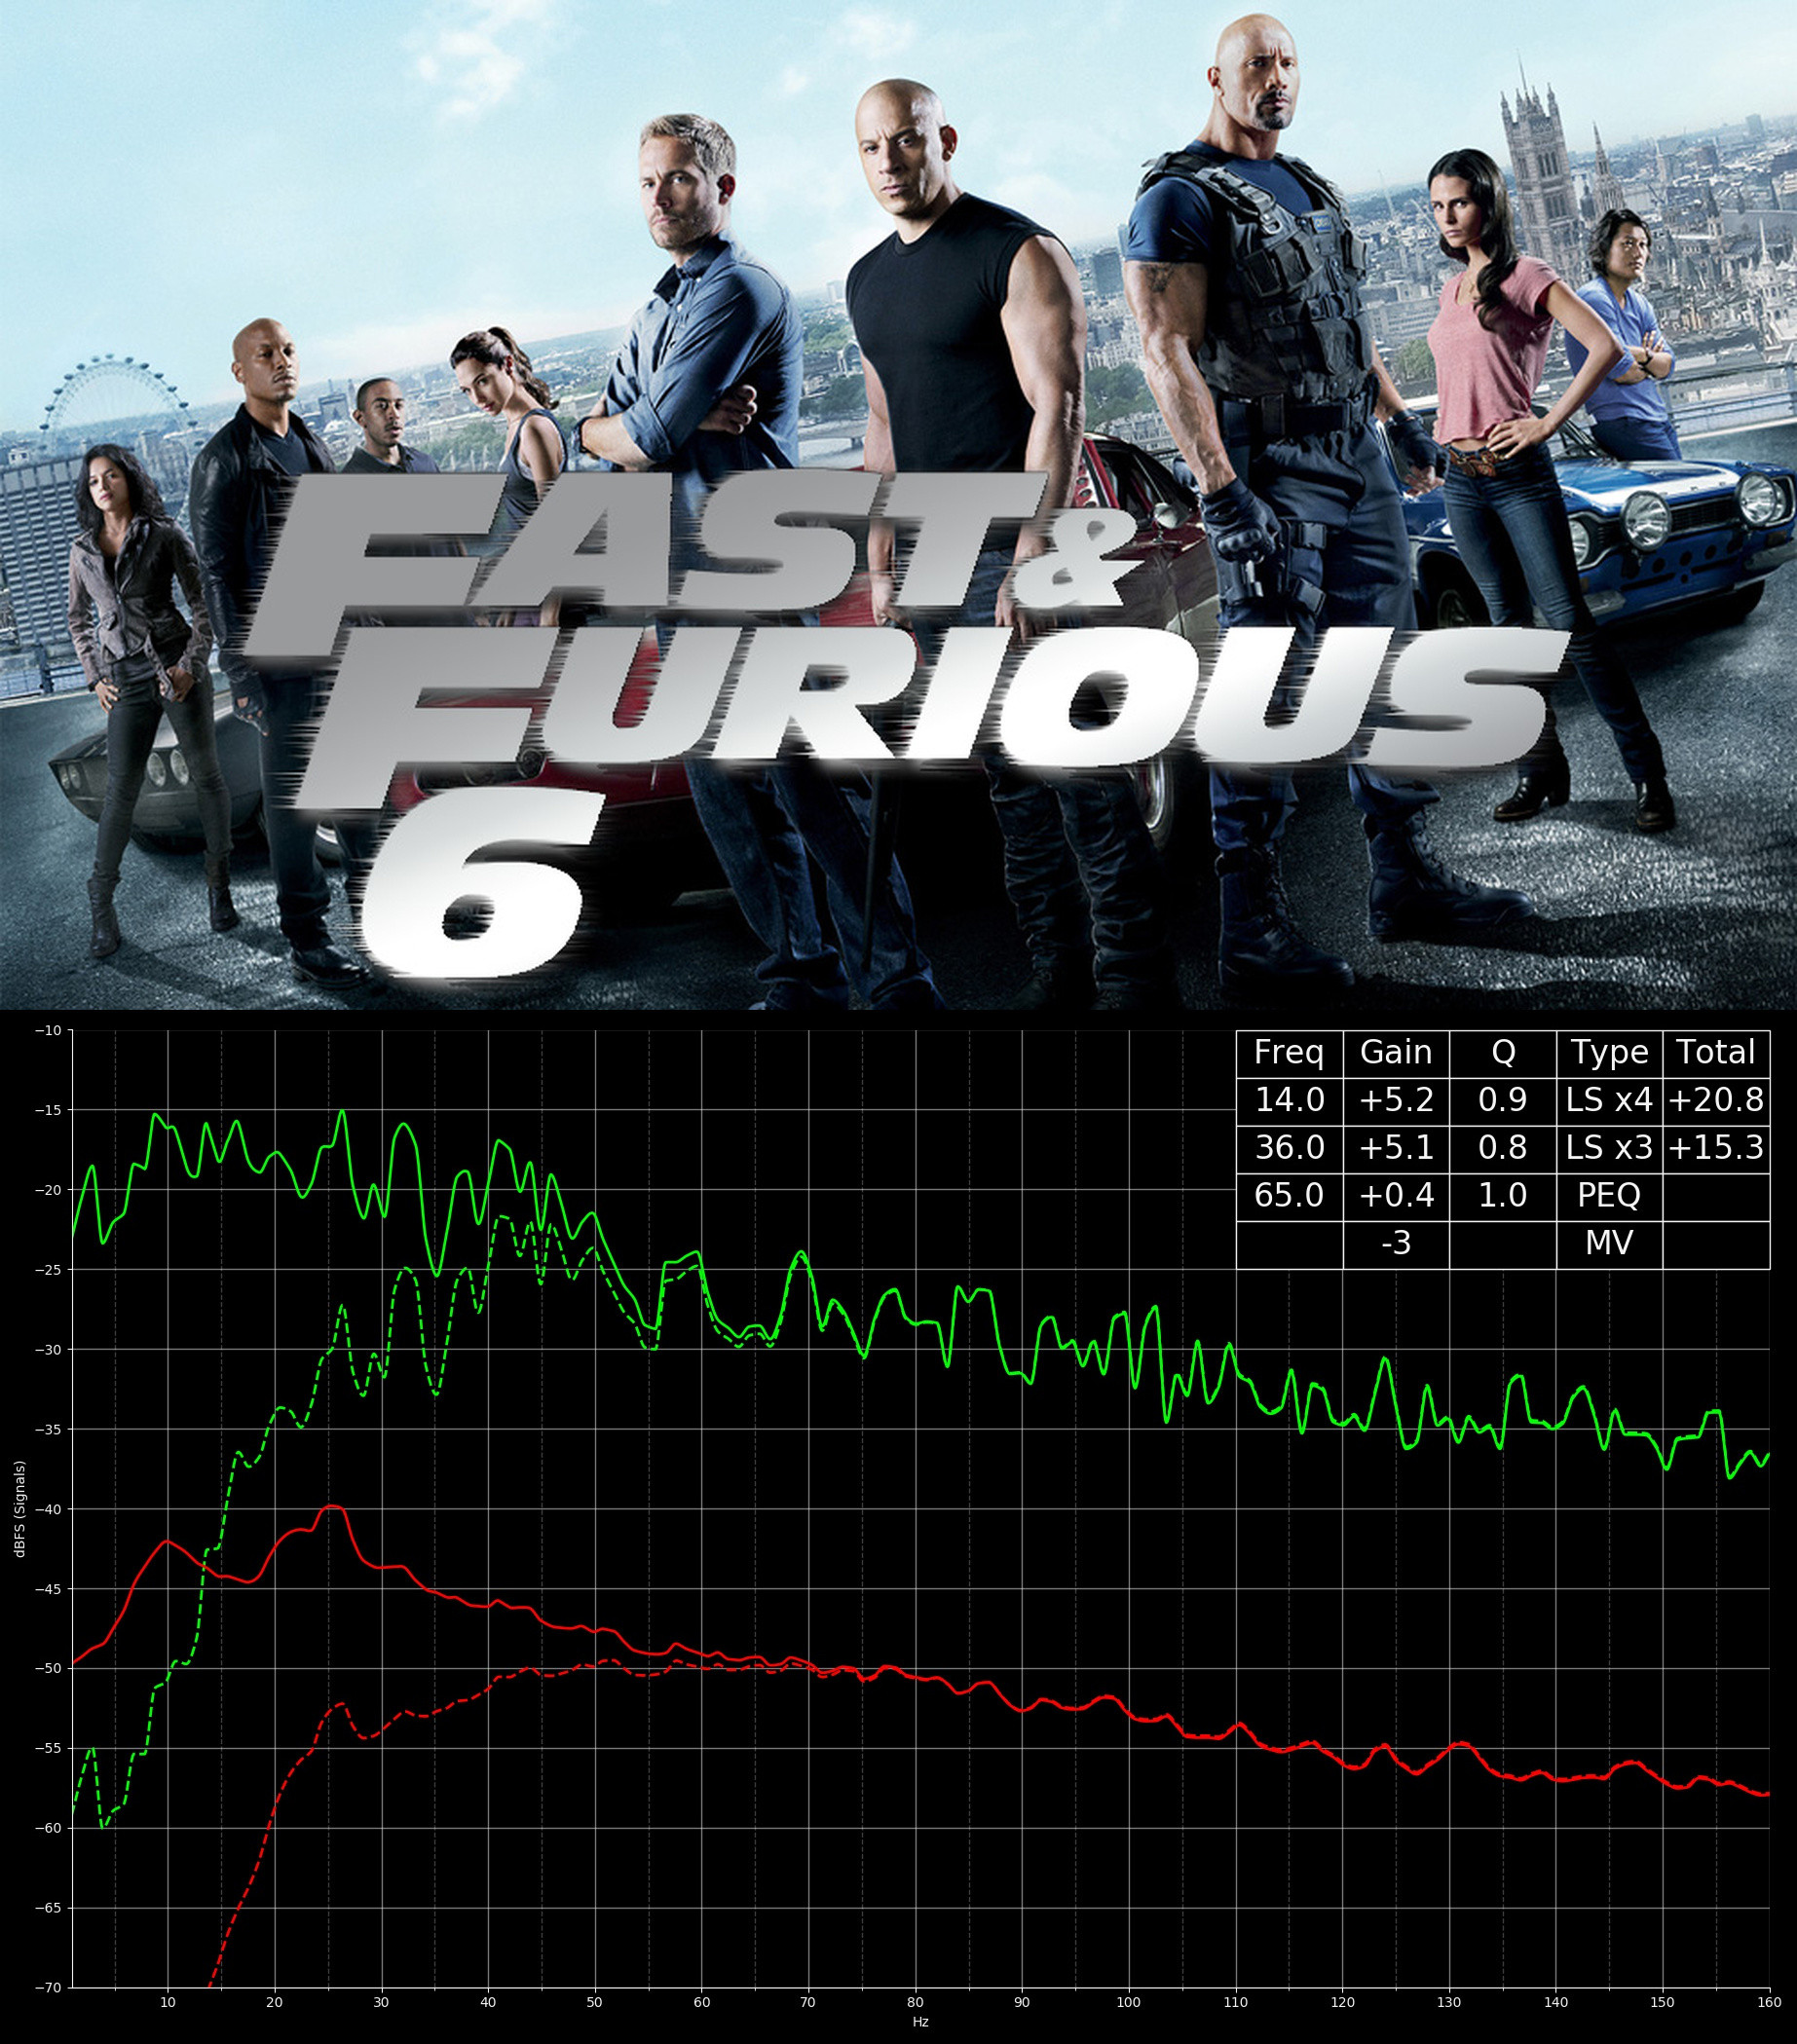 FAST &
FURIOUS
6
Freq Gain Q Type Total
14.0 +5.2 0.9 LS x4 +20.8
36.0 +5.1 0.8 LS x3 +15.3
65.0 +0.4 1.0 PEQ
-3 MV
−10
−15
−20
−25
−30
−35
−40
−45
−50
−55
−60
−65
−70
dBFS (Signals)
10 20 30 40 50 60 70 80 90 100 110 120 130 140 150 160
Hz